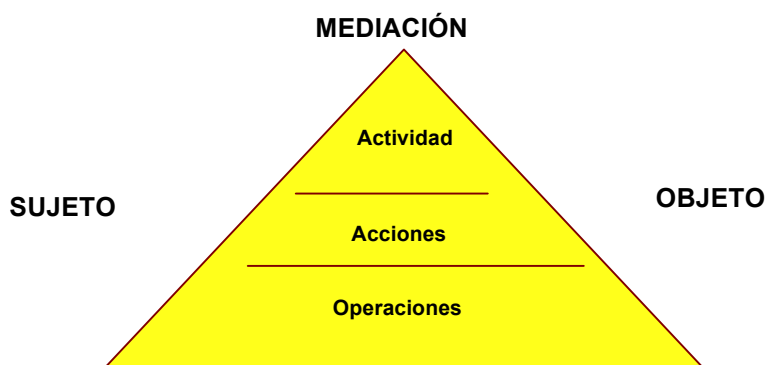 MEDIACIÓN
Actividad
SUJETO
OBJETO
Acciones
Operaciones